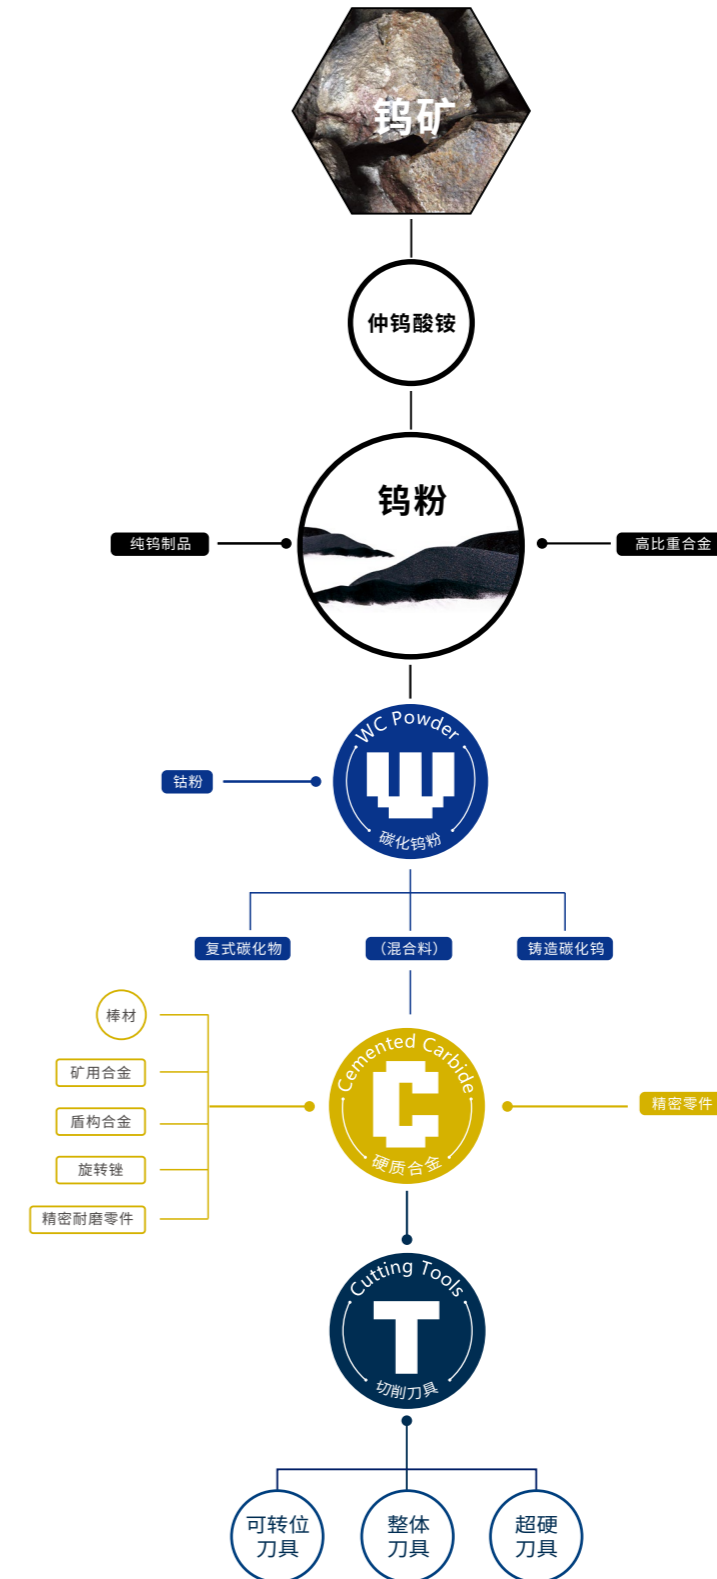 钨矿
仲钨酸铵
钨粉
纯钨制品
高比重合金
WC Powder
碳化钨粉
钴粉
复式碳化物
（混合料）
铸造碳化钨
棒材
矿用合金
盾构合金
旋转锉
精密耐磨零件
Cemented Carbide
C
硬质合金
精密零件
Cutting Tools
T
切削刀具
可转位
刀具
整体
刀具
超硬
刀具